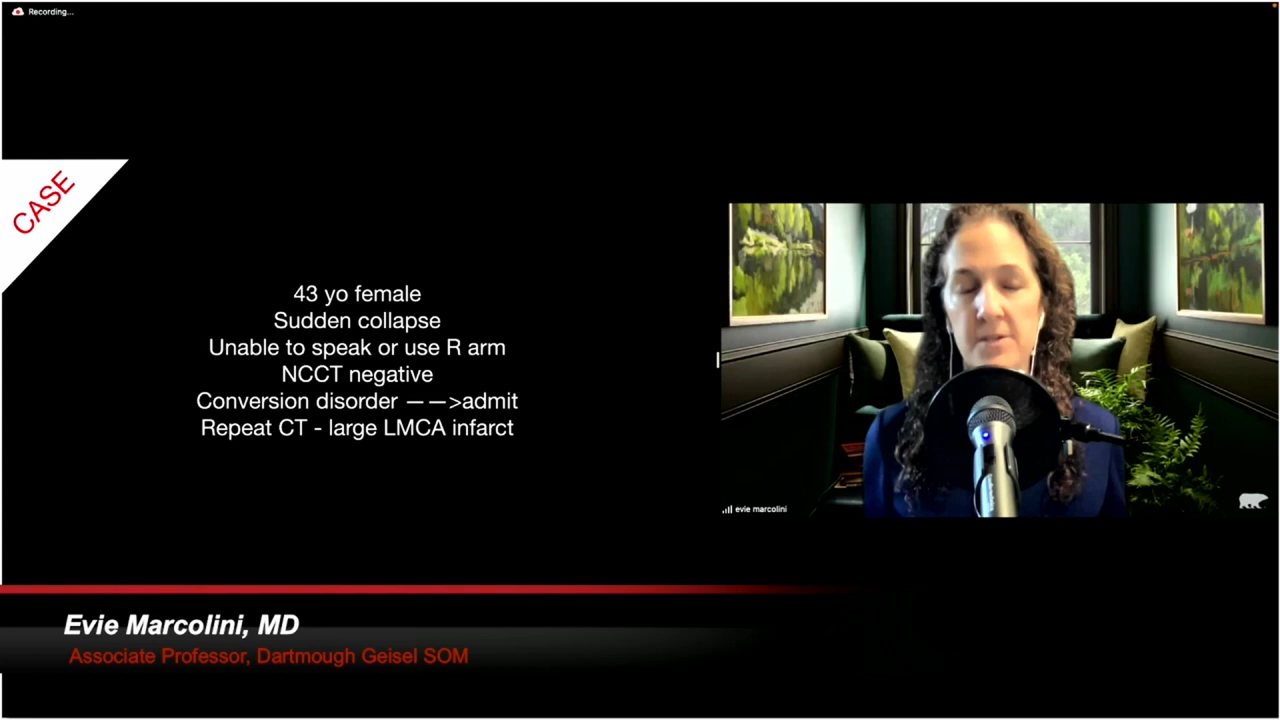 Recording...
CASE
43 yo female
Sudden collapse
Unable to speak or use R arm
NCCT negative
Conversion disorder ——>admit
Repeat CT - large LMCA infarct
evie marcolini
Evie Marcolini, MD
Associate Professor, Dartmough Geisel SOM